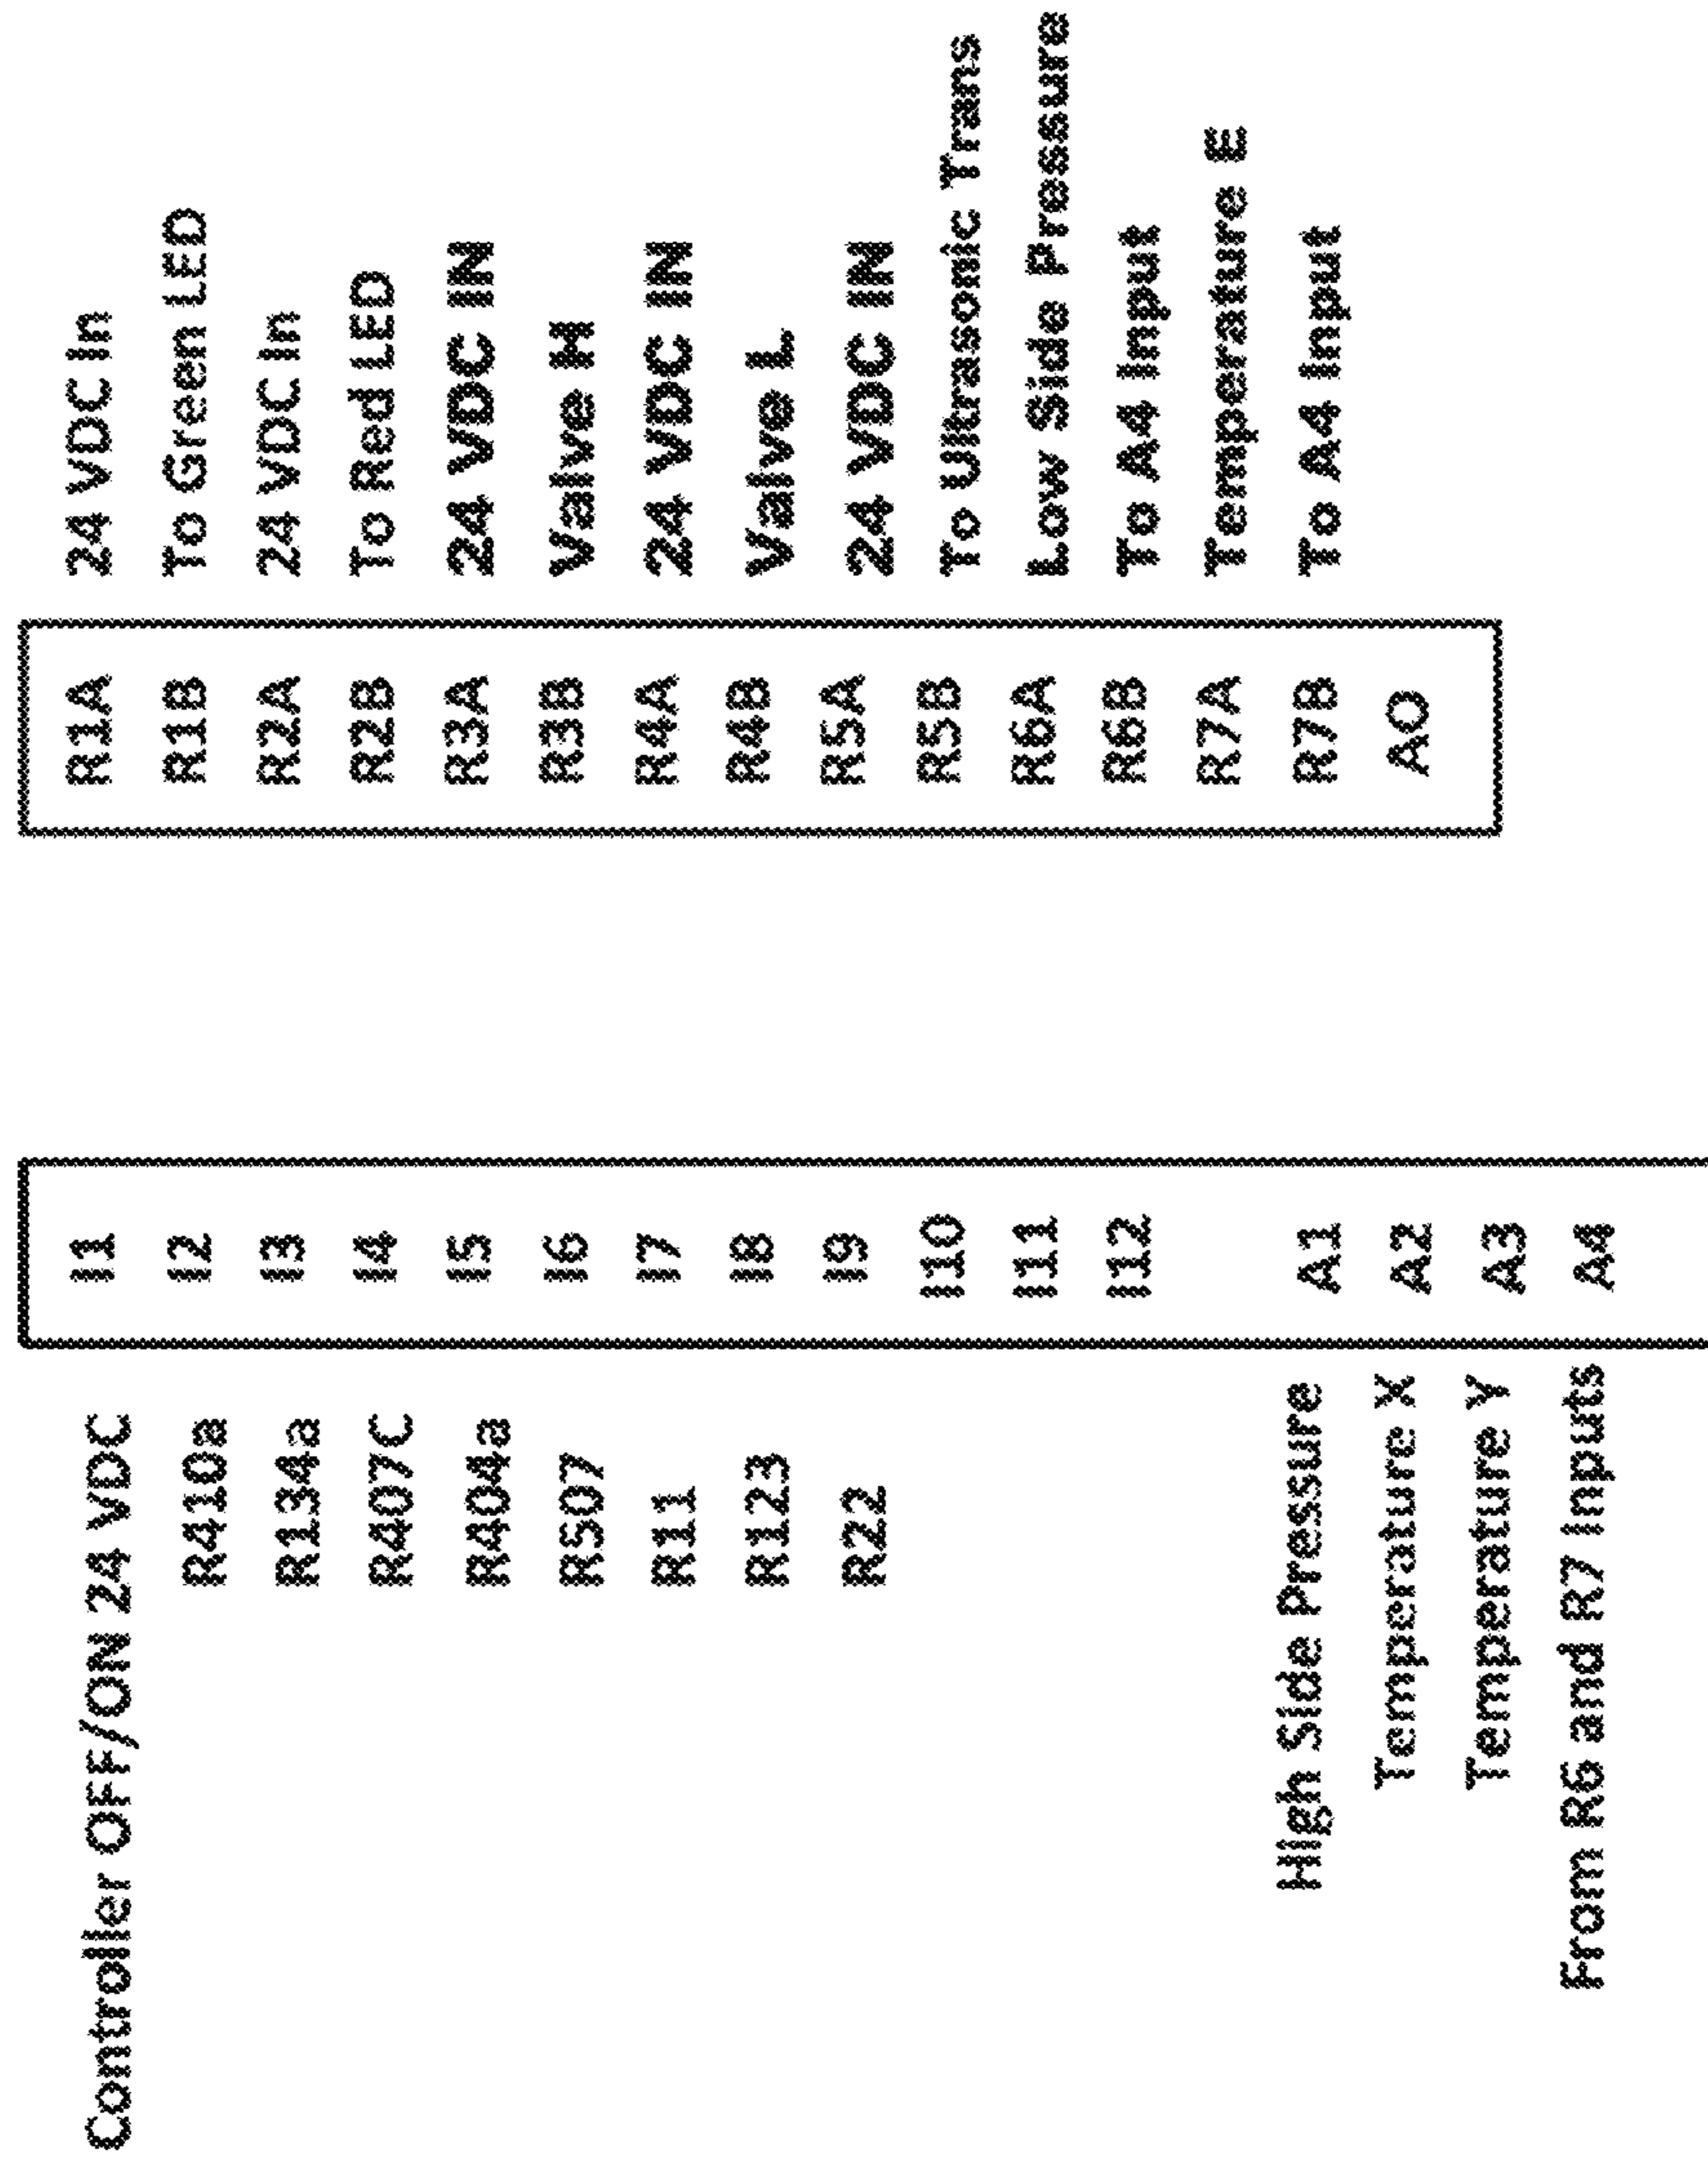 Controller OFF/ON 24 VDC I1 R1A 24 VDC In
R410a I2 R1B To Green LED
R134a I3 R2A 24 VDC In
R407C I4 R2B To Red LED
R404a I5 R3A 24 VDC IN
R507 I6 R3B Valve H
R11 I7 R4A 24 VDC IN
R123 I8 R4B Valve L
R22 I9 R5A 24 VDC IN
I10 R5B To Ultrasonic Trans
I11 R6A Low Side Pressure
I12 R6B To A4 Input
R7A Temperature E
High Side Pressure A1 R7B To A4 Input
Temperature X A2 AO
Temperature Y A3
From R6 and R7 Inputs A4